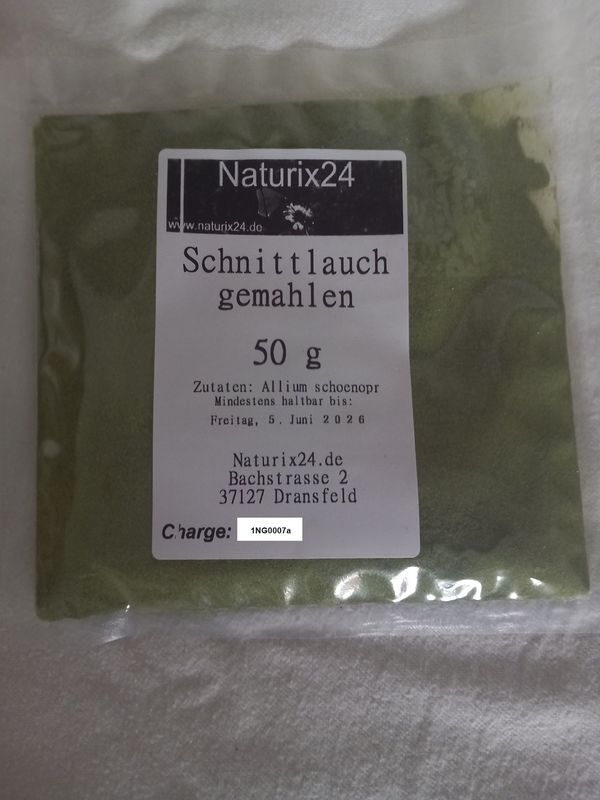 Naturix24
www.naturix24.de
Schnittlauch
gemahlen
50 g
Zutaten: Allium schoenopr
Mindestens haltbar bis:
Freitag, 5. Juni 2026
Naturix24.de
Bachstrasse 2
37127 Dransfeld
Charge: 1NG0007a